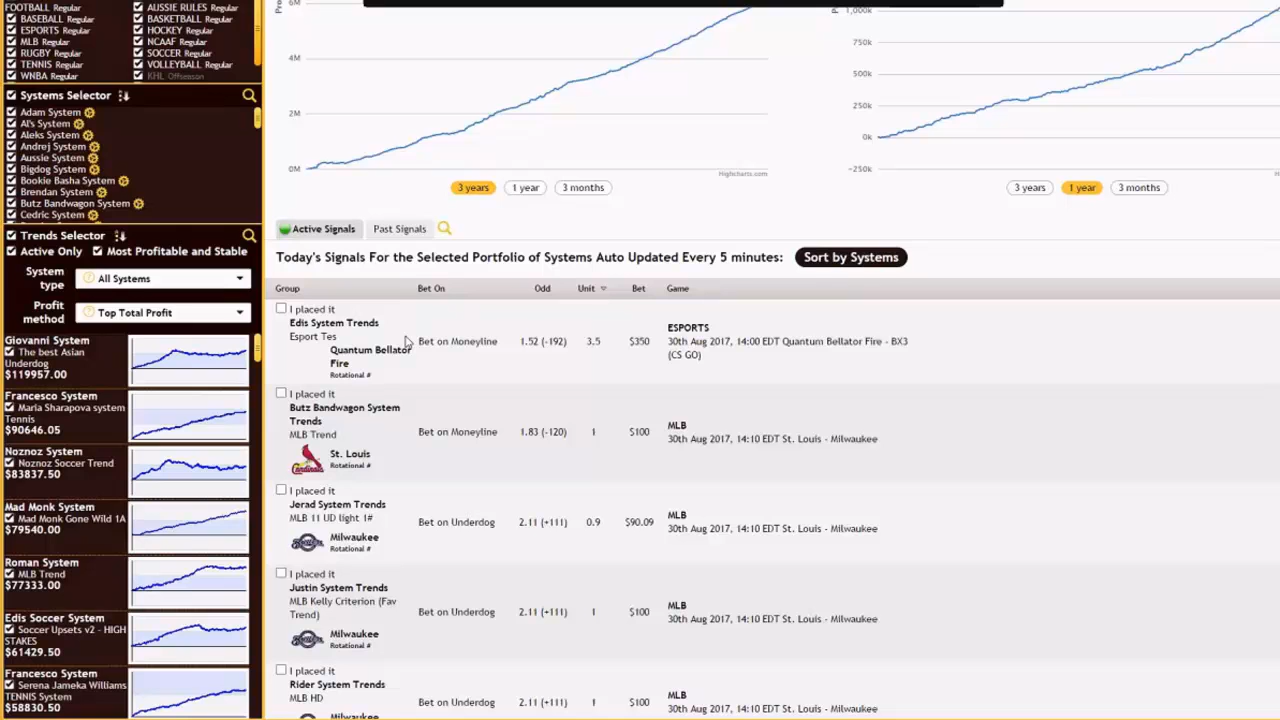 FOOTBALL Regular
AUSSIE RULES Regular
BASEBALL Regular
BASKETBALL Regular
ESPORTS Regular
HOCKEY Regular
MLB Regular
NCAAF Regular
RUGBY Regular
SOCCER Regular
TENNIS Regular
VOLLEYBALL Regular
WNBA Regular
KHL Offseason
Systems Selector
Adam System
Al's System
Aleks System
Andrej System
Aussie System
Bigdog System
Bookie Basha System
Brendan System
Butz Bandwagon System
Cedric System
Trends Selector
Active Only
Most Profitable and Stable
System type
All Systems
Profit method
Top Total Profit
Giovanni System
The best Asian
Underdog
$119957.00
Francesco System
Maria Sharapova system
Tennis
$90646.05
Noznoz System
Noznoz Soccer Trend
$83837.50
Mad Monk System
Mad Monk Gone Wild 1A
$79540.00
Roman System
MLB Trend
$77333.00
Edis Soccer System
Soccer Upsets v2 - HIGH
STAKES
$61429.50
Francesco System
Serena Jameka Williams
TENNIS System
$58830.50
6M
4M
2M
0M
Highcharts.com
3 years
1 year
3 months
1,000k
750k
500k
250k
0k
-250k
3 years
1 year
3 months
Active Signals
Past Signals
Today's Signals For the Selected Portfolio of Systems Auto Updated Every 5 minutes:
Sort by Systems
Group
Bet On
Odd
Unit
Bet
Game
I placed it
Edis System Trends
Esport Tes
Quantum Bellator
Fire
Rotational #
Bet on Moneyline
1.52 (-192)
3.5
$350
ESPORTS
30th Aug 2017, 14:00 EDT Quantum Bellator Fire - BX3
(CS GO)
I placed it
Butz Bandwagon System
Trends
MLB Trend
St. Louis
Rotational #
Bet on Moneyline
1.83 (-120)
1
$100
MLB
30th Aug 2017, 14:10 EDT St. Louis - Milwaukee
I placed it
Jerad System Trends
MLB 11 UD light 1#
Milwaukee
Rotational #
Bet on Underdog
2.11 (+111)
0.9
$90.09
MLB
30th Aug 2017, 14:10 EDT St. Louis - Milwaukee
I placed it
Justin System Trends
MLB Kelly Criterion (Fav
Trend)
Milwaukee
Rotational #
Bet on Underdog
2.11 (+111)
1
$100
MLB
30th Aug 2017, 14:10 EDT St. Louis - Milwaukee
I placed it
Rider System Trends
MLB HD
Milwaukee
Bet on Underdog
2.11 (+111)
1
$100
MLB
30th Aug 2017, 14:10 EDT St. Louis - Milwaukee